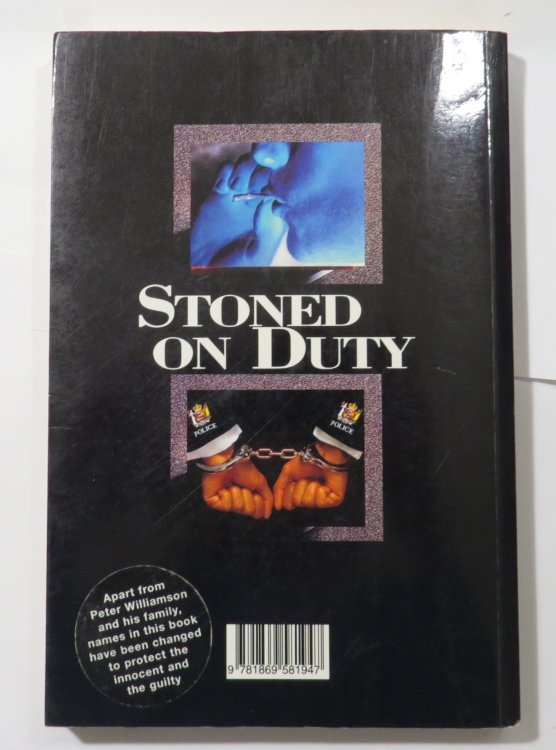 STONED
ON DUTY
POLICE
POLICE
Apart from
Peter Williamson
and his family,
names in this book
have been changed
to protect the
innocent and
the guilty
9 781869 581947